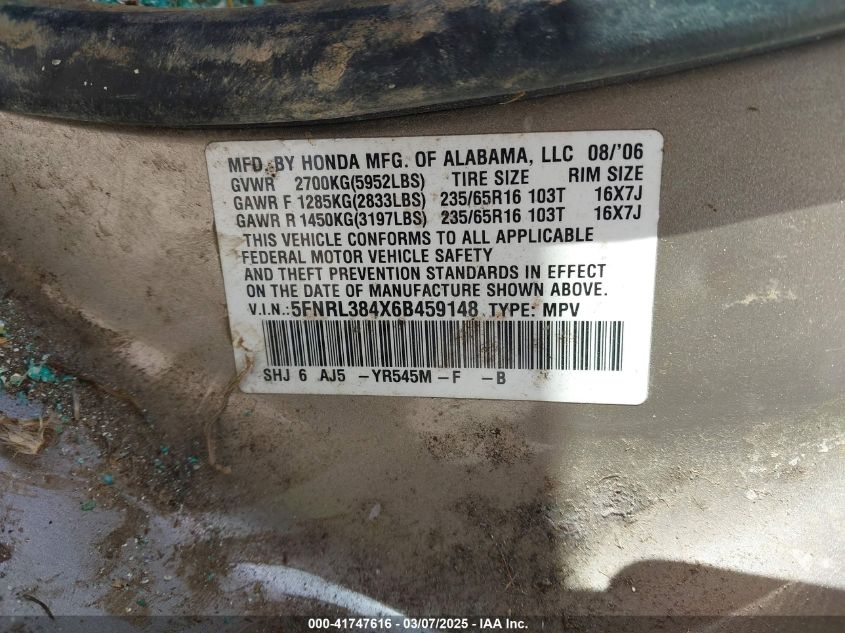 MFD. BY HONDA MFG. OF ALABAMA, LLC 08/'06
GVWR 2700KG(5952LBS) TIRE SIZE RIM SIZE
GAWR F 1285KG(2833LBS) 235/65R16 103T 16X7J
GAWR R 1450KG(3197LBS) 235/65R16 103T 16X7J
THIS VEHICLE CONFORMS TO ALL APPLICABLE
FEDERAL MOTOR VEHICLE SAFETY
AND THEFT PREVENTION STANDARDS IN EFFECT
ON THE DATE OF MANUFACTURE SHOWN ABOVE.
V.I.N.:5FNRL384X6B459148 TYPE: MPV
SHJ 6 AJ5 -YR545M-F -B
000-41747616 - 03/07/2025 - IAA Inc.